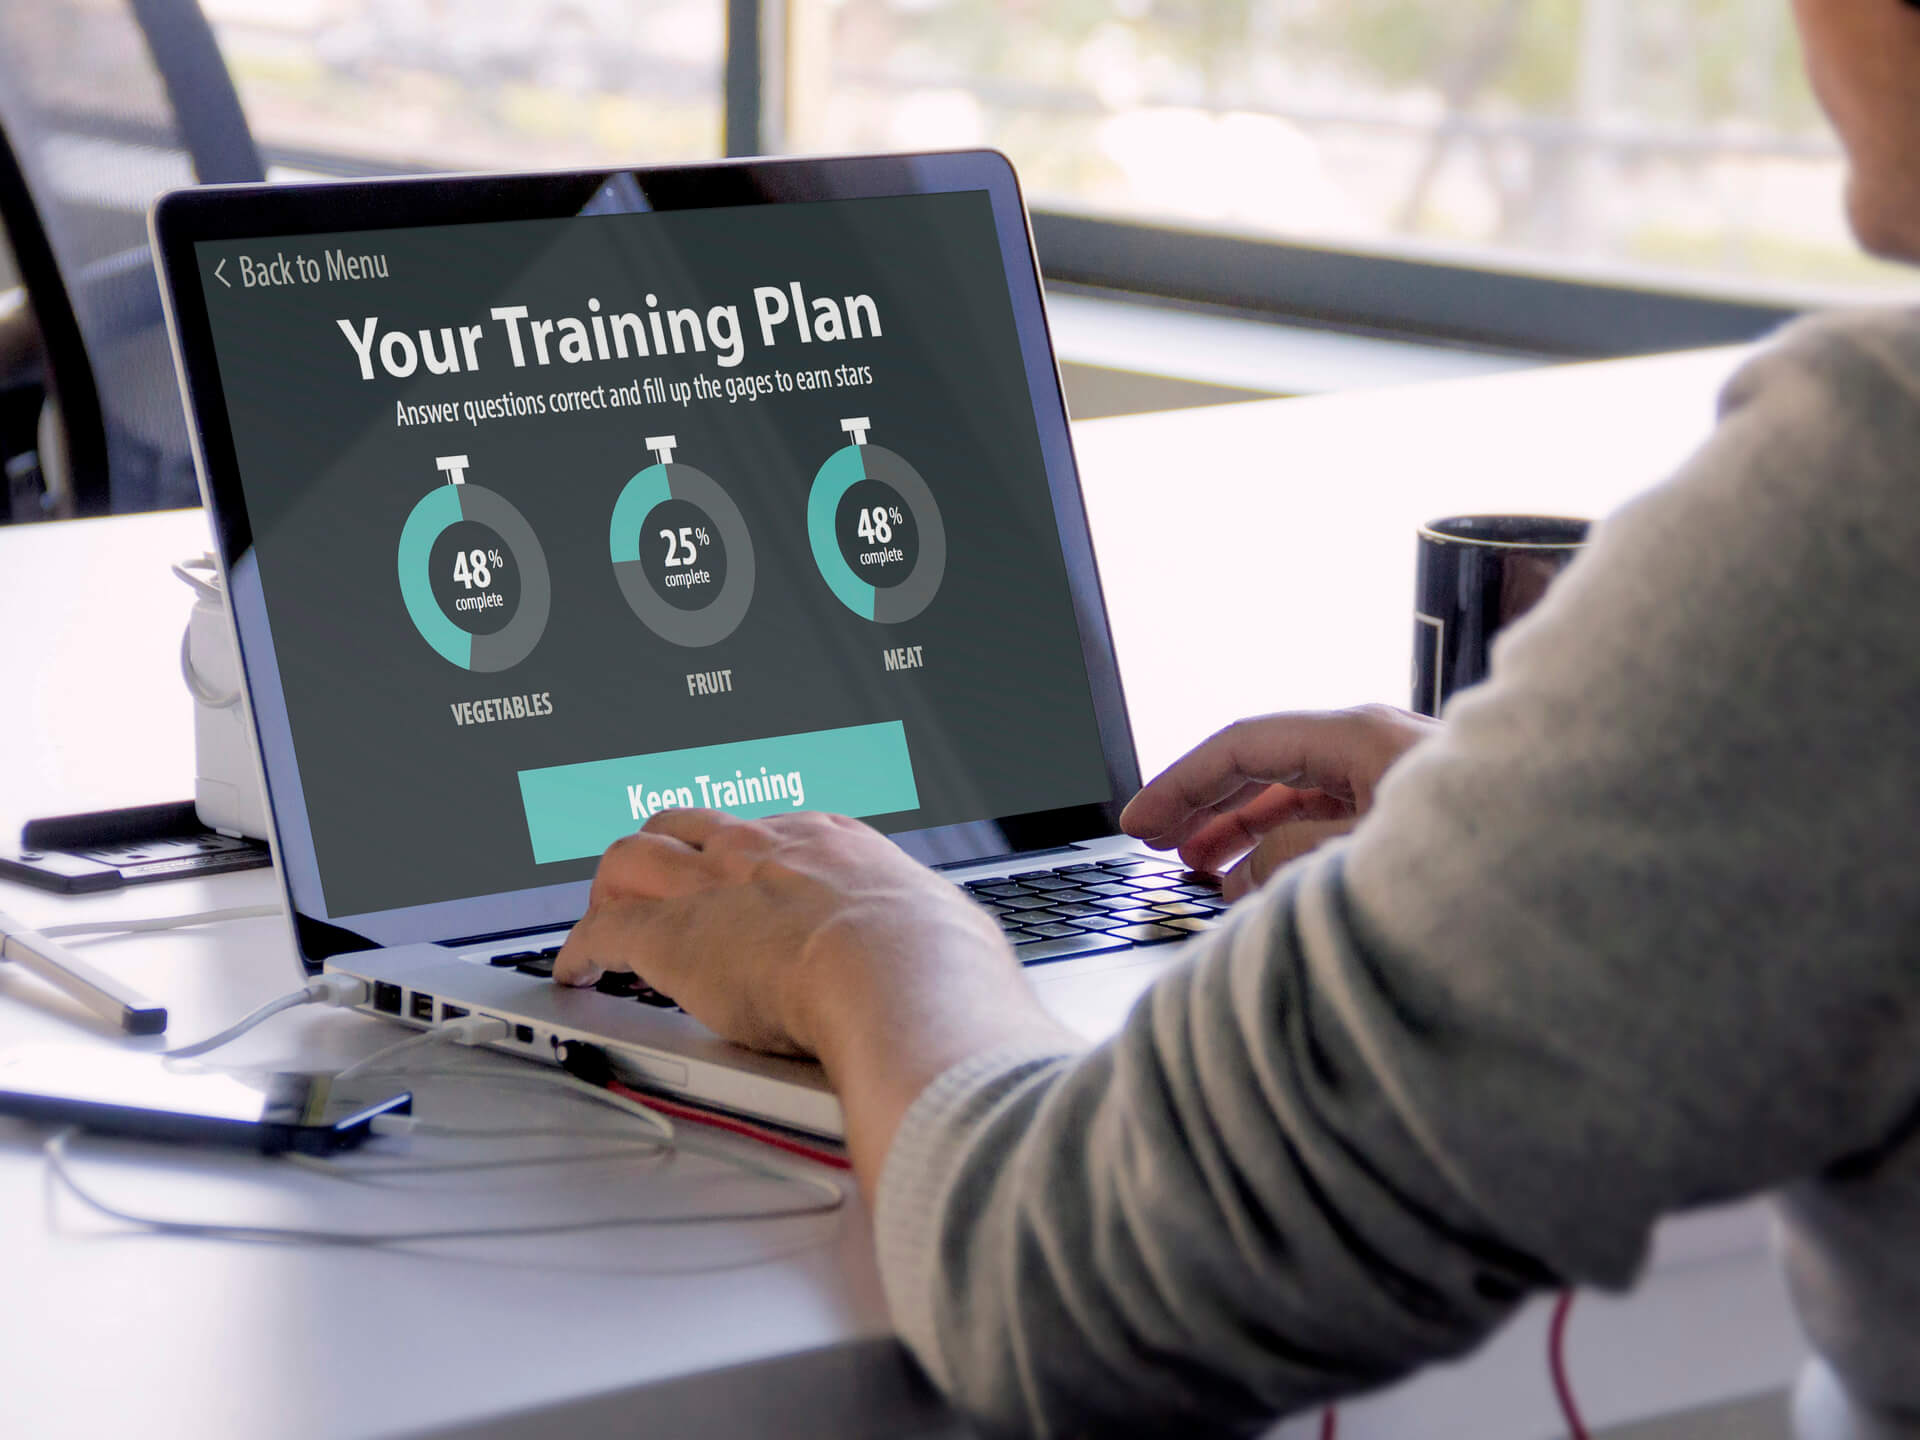 < Back to Menu
Your Training Plan
Answer questions correct and fill up the gages to earn stars
48%
complete
VEGETABLES
25%
complete
FRUIT
48%
complete
MEAT
Keep Training